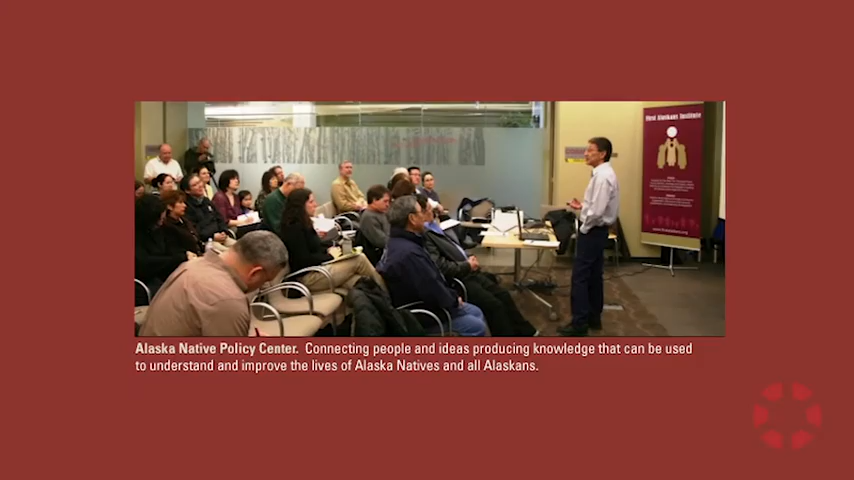 First Alaskans Institute
Alaska Native Policy Center. Connecting people and ideas producing knowledge that can be used
to understand and improve the lives of Alaska Natives and all Alaskans.